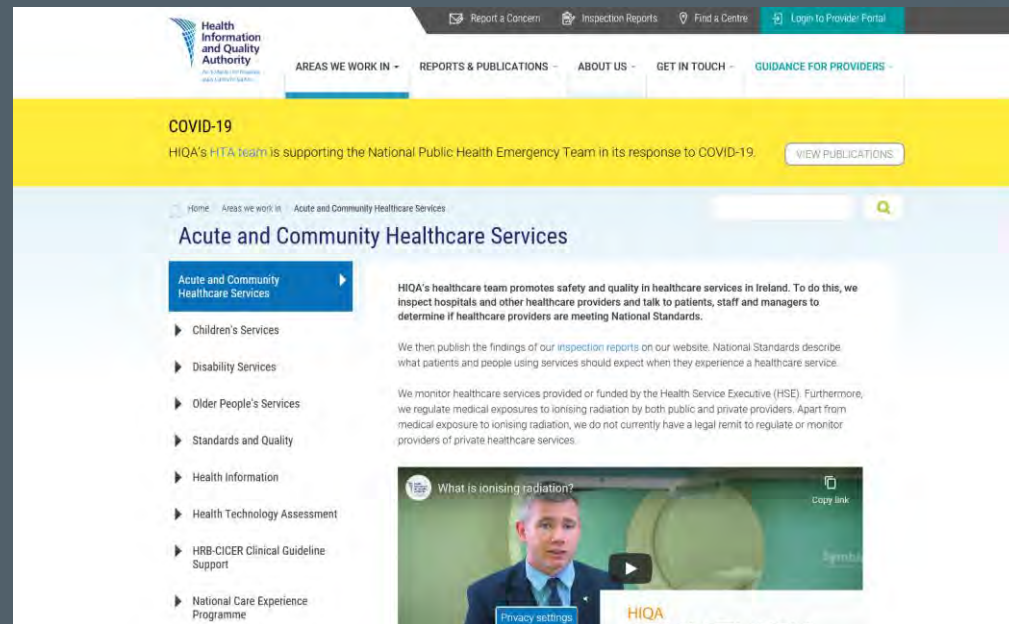 Health
Information
and Quality
Authority
Report a Concern
Inspection Reports
Find a Centre
Login to Provider Portal
AREAS WE WORK IN
REPORTS & PUBLICATIONS
ABOUT US
GET IN TOUCH
GUIDANCE FOR PROVIDERS
COVID-19
HIQA's HTA team is supporting the National Public Health Emergency Team in its response to COVID-19.
VIEW PUBLICATIONS
Home Areas we work in Acute and Community Healthcare Services
Acute and Community Healthcare Services
Acute and Community
Healthcare Services
Children's Services
Disability Services
Older People's Services
Standards and Quality
Health Information
Health Technology Assessment
HRB-CICER Clinical Guideline
Support
National Care Experience
Programme
HIQA's healthcare team promotes safety and quality in healthcare services in Ireland. To do this, we
inspect hospitals and other healthcare providers and talk to patients, staff and managers to
determine if healthcare providers are meeting National Standards.
We then publish the findings of our inspection reports on our website. National Standards describe
what patients and people using services should expect when they experience a healthcare service.
We monitor healthcare services provided or funded by the Health Service Executive (HSE). Furthermore,
we regulate medical exposures to ionising radiation by both public and private providers. Apart from
medical exposure to ionising radiation, we do not currently have a legal remit to regulate or monitor
providers of private healthcare services.
What is ionising radiation?
Copy link
Privacy settings
HIQA